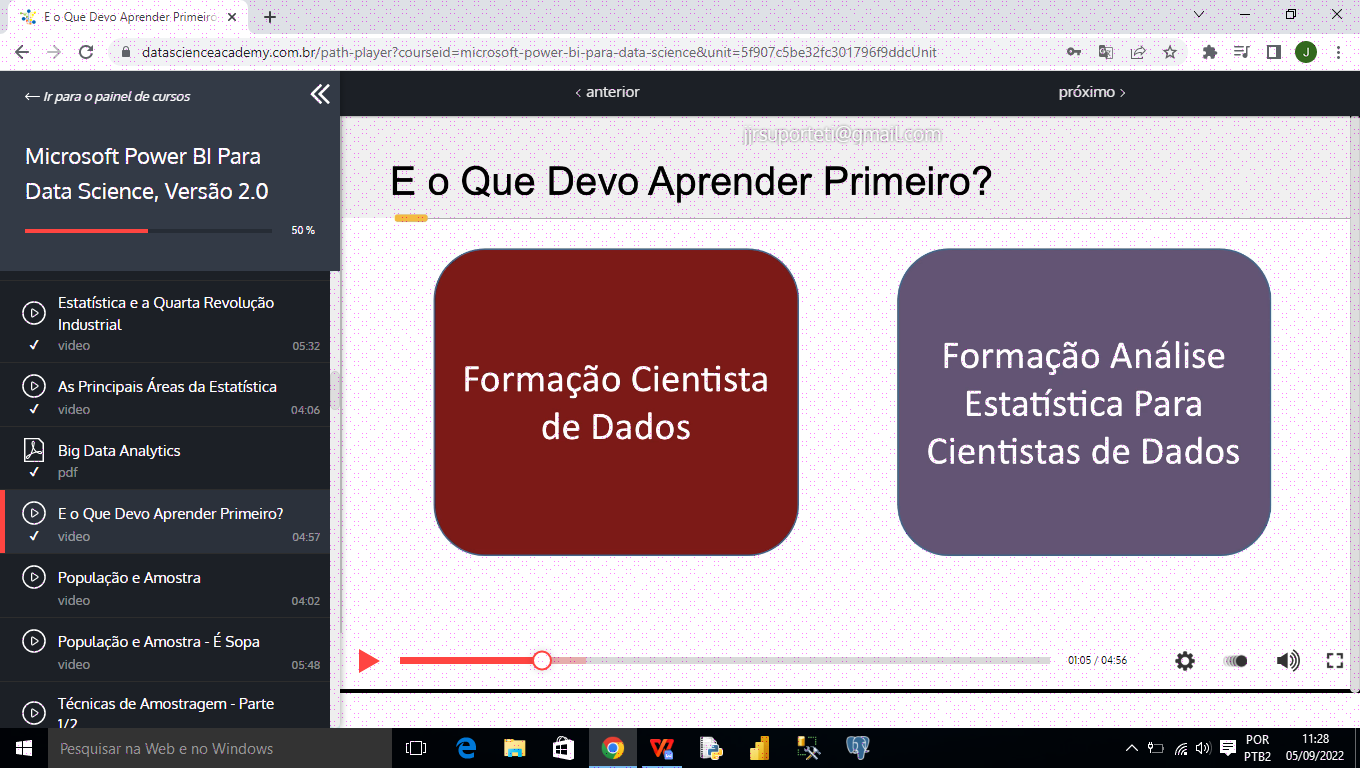 E o Que Devo Aprender Primeiro
datascienceacademy.com.br/path-player?courseid=microsoft-power-bi-para-data-science&unit=5f907c5be32fc301796f9ddcUnit
J
← Ir para o painel de cursos
‹ anterior
próximo ›
Microsoft Power BI Para
Data Science, Versão 2.0
50 %
Estatística e a Quarta Revolução
Industrial
video 05:32
As Principais Áreas da Estatística
video 04:06
Big Data Analytics
pdf
E o Que Devo Aprender Primeiro?
video 04:57
População e Amostra
video 04:02
População e Amostra - É Sopa
video 05:48
Técnicas de Amostragem - Parte
1/2
jjrsuporteti@gmail.com
E o Que Devo Aprender Primeiro?
Formação Cientista
de Dados
Formação Análise
Estatística Para
Cientistas de Dados
01:05 / 04:56
Pesquisar na Web e no Windows
POR
PTB2
11:28
05/09/2022